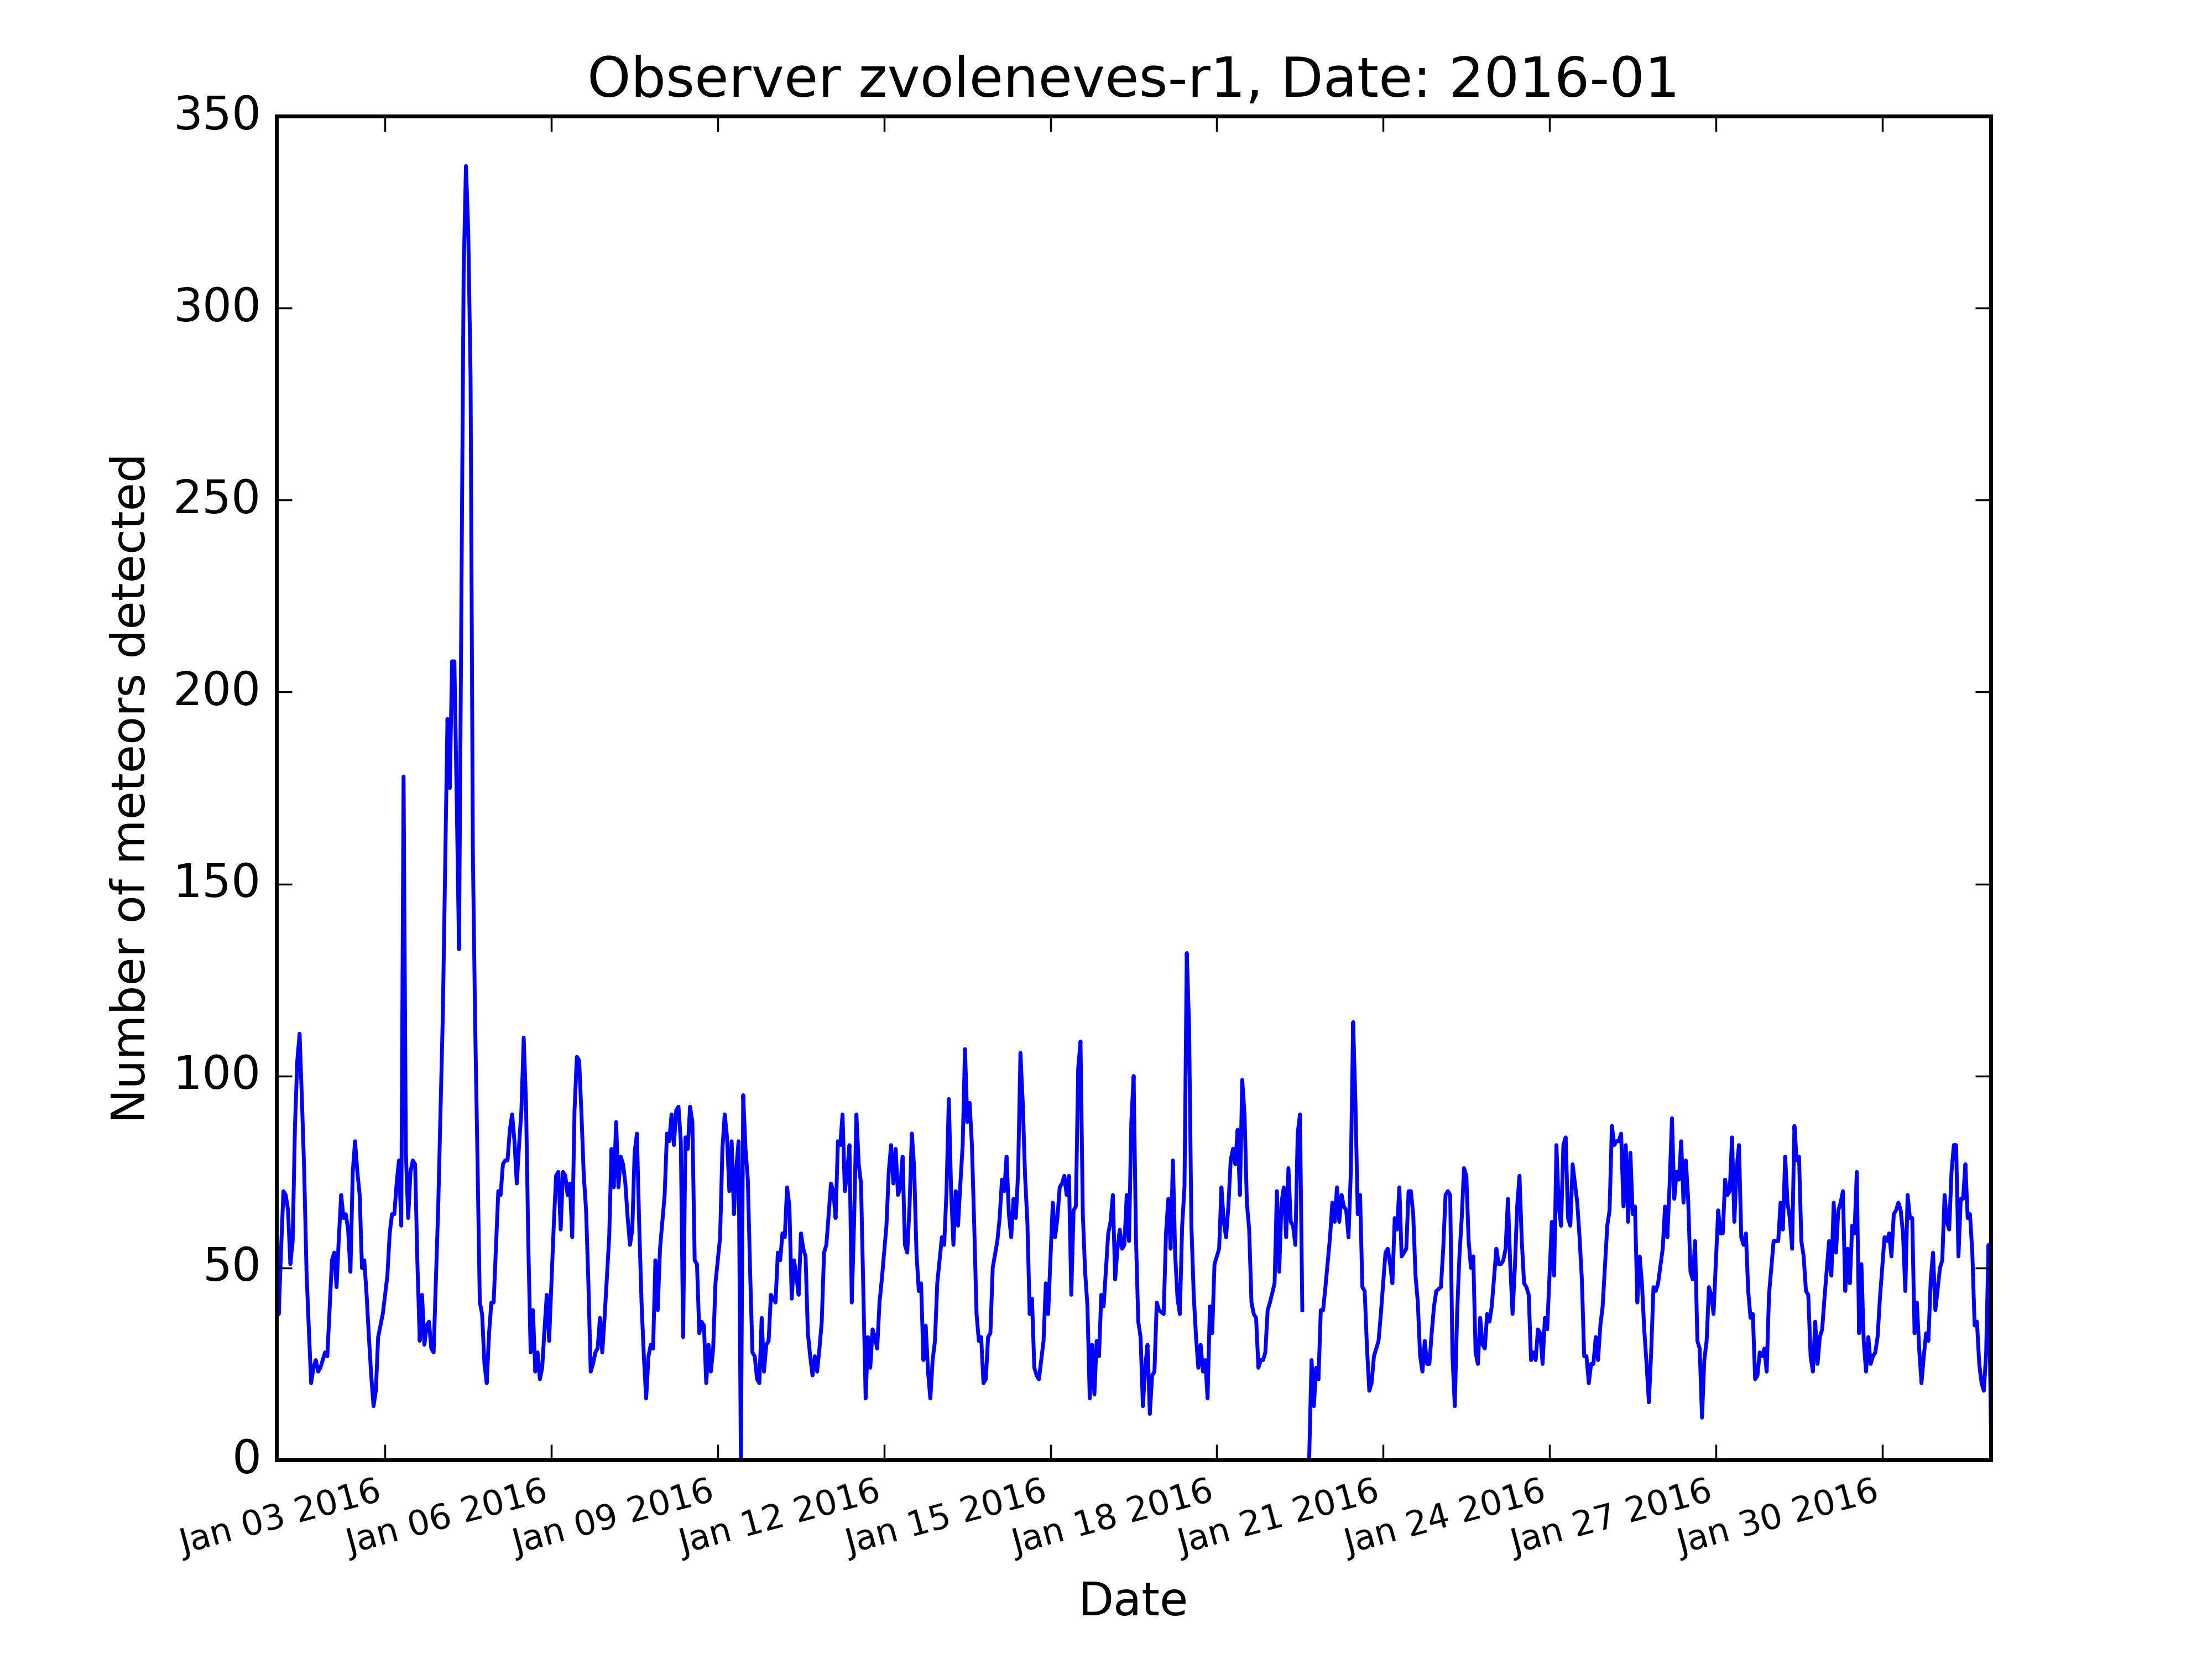 Observer zvoleneves-r1, Date: 2016-01
Number of meteors detected
350
300
250
200
150
100
50
0
Jan 03 2016
Jan 06 2016
Jan 09 2016
Jan 12 2016
Jan 15 2016
Jan 18 2016
Jan 21 2016
Jan 24 2016
Jan 27 2016
Jan 30 2016
Date